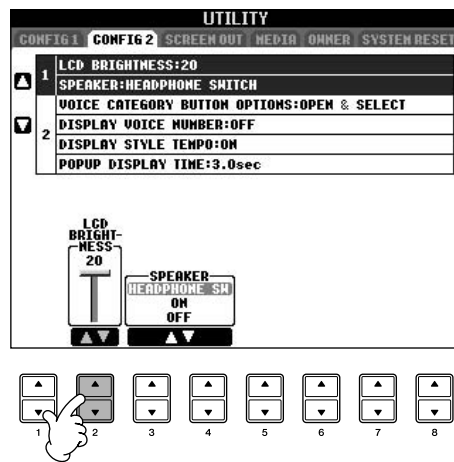 UTILITY
CONFIG 1 CONFIG 2 SCREEN OUT MEDIA OWNER SYSTEM RESET
1 LCD BRIGHTNESS:20
SPEAKER:HEADPHONE SWITCH
2 VOICE CATEGORY BUTTON OPTIONS:OPEN & SELECT
DISPLAY VOICE NUMBER:OFF
DISPLAY STYLE TEMPO:ON
POPUP DISPLAY TIME:3.0sec
LCD
BRIGHT-
NESS
20
SPEAKER
HEADPHONE SW
ON
OFF
1 2 3 4 5 6 7 8